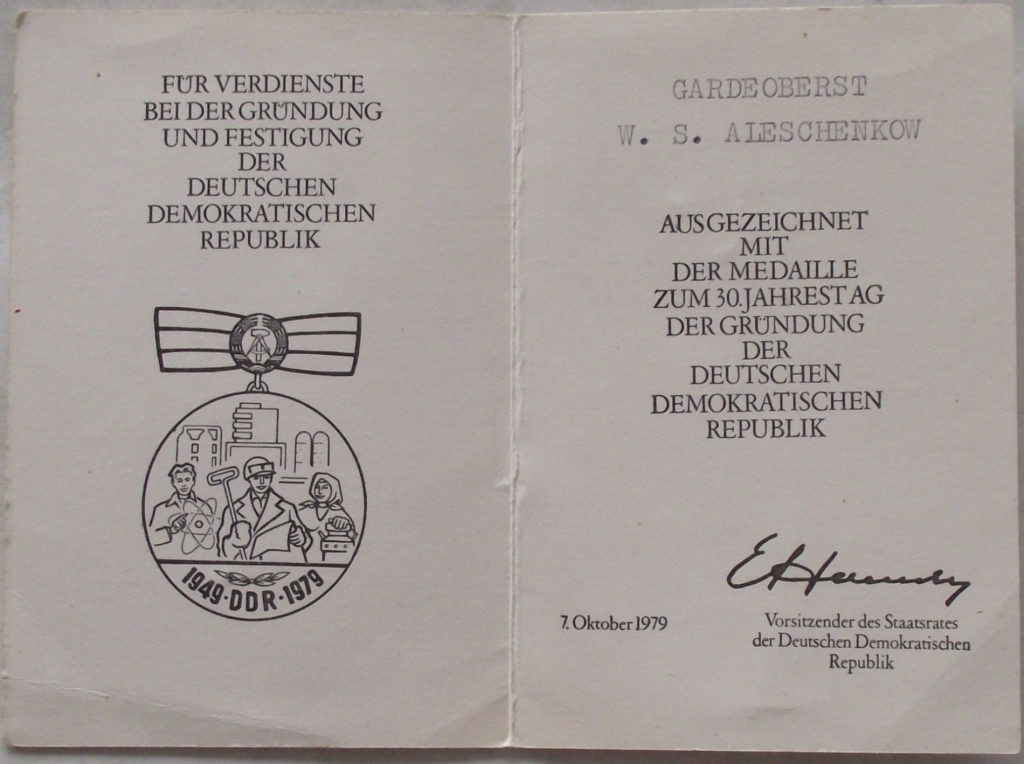 FÜR VERDIENSTE
BEI DER GRÜNDUNG
UND FESTIGUNG
DER
DEUTSCHEN
DEMOKRATISCHEN
REPUBLIK
1949·DDR·1979
GARDEOBERST
W. S. ALESCHENKOW
AUSGEZEICHNET
MIT
DER MEDAILLE
ZUM 30. JAHRESTAG
DER GRÜNDUNG
DER
DEUTSCHEN
DEMOKRATISCHEN
REPUBLIK
7. Oktober 1979
Vorsitzender des Staatsrates
der Deutschen Demokratischen
Republik